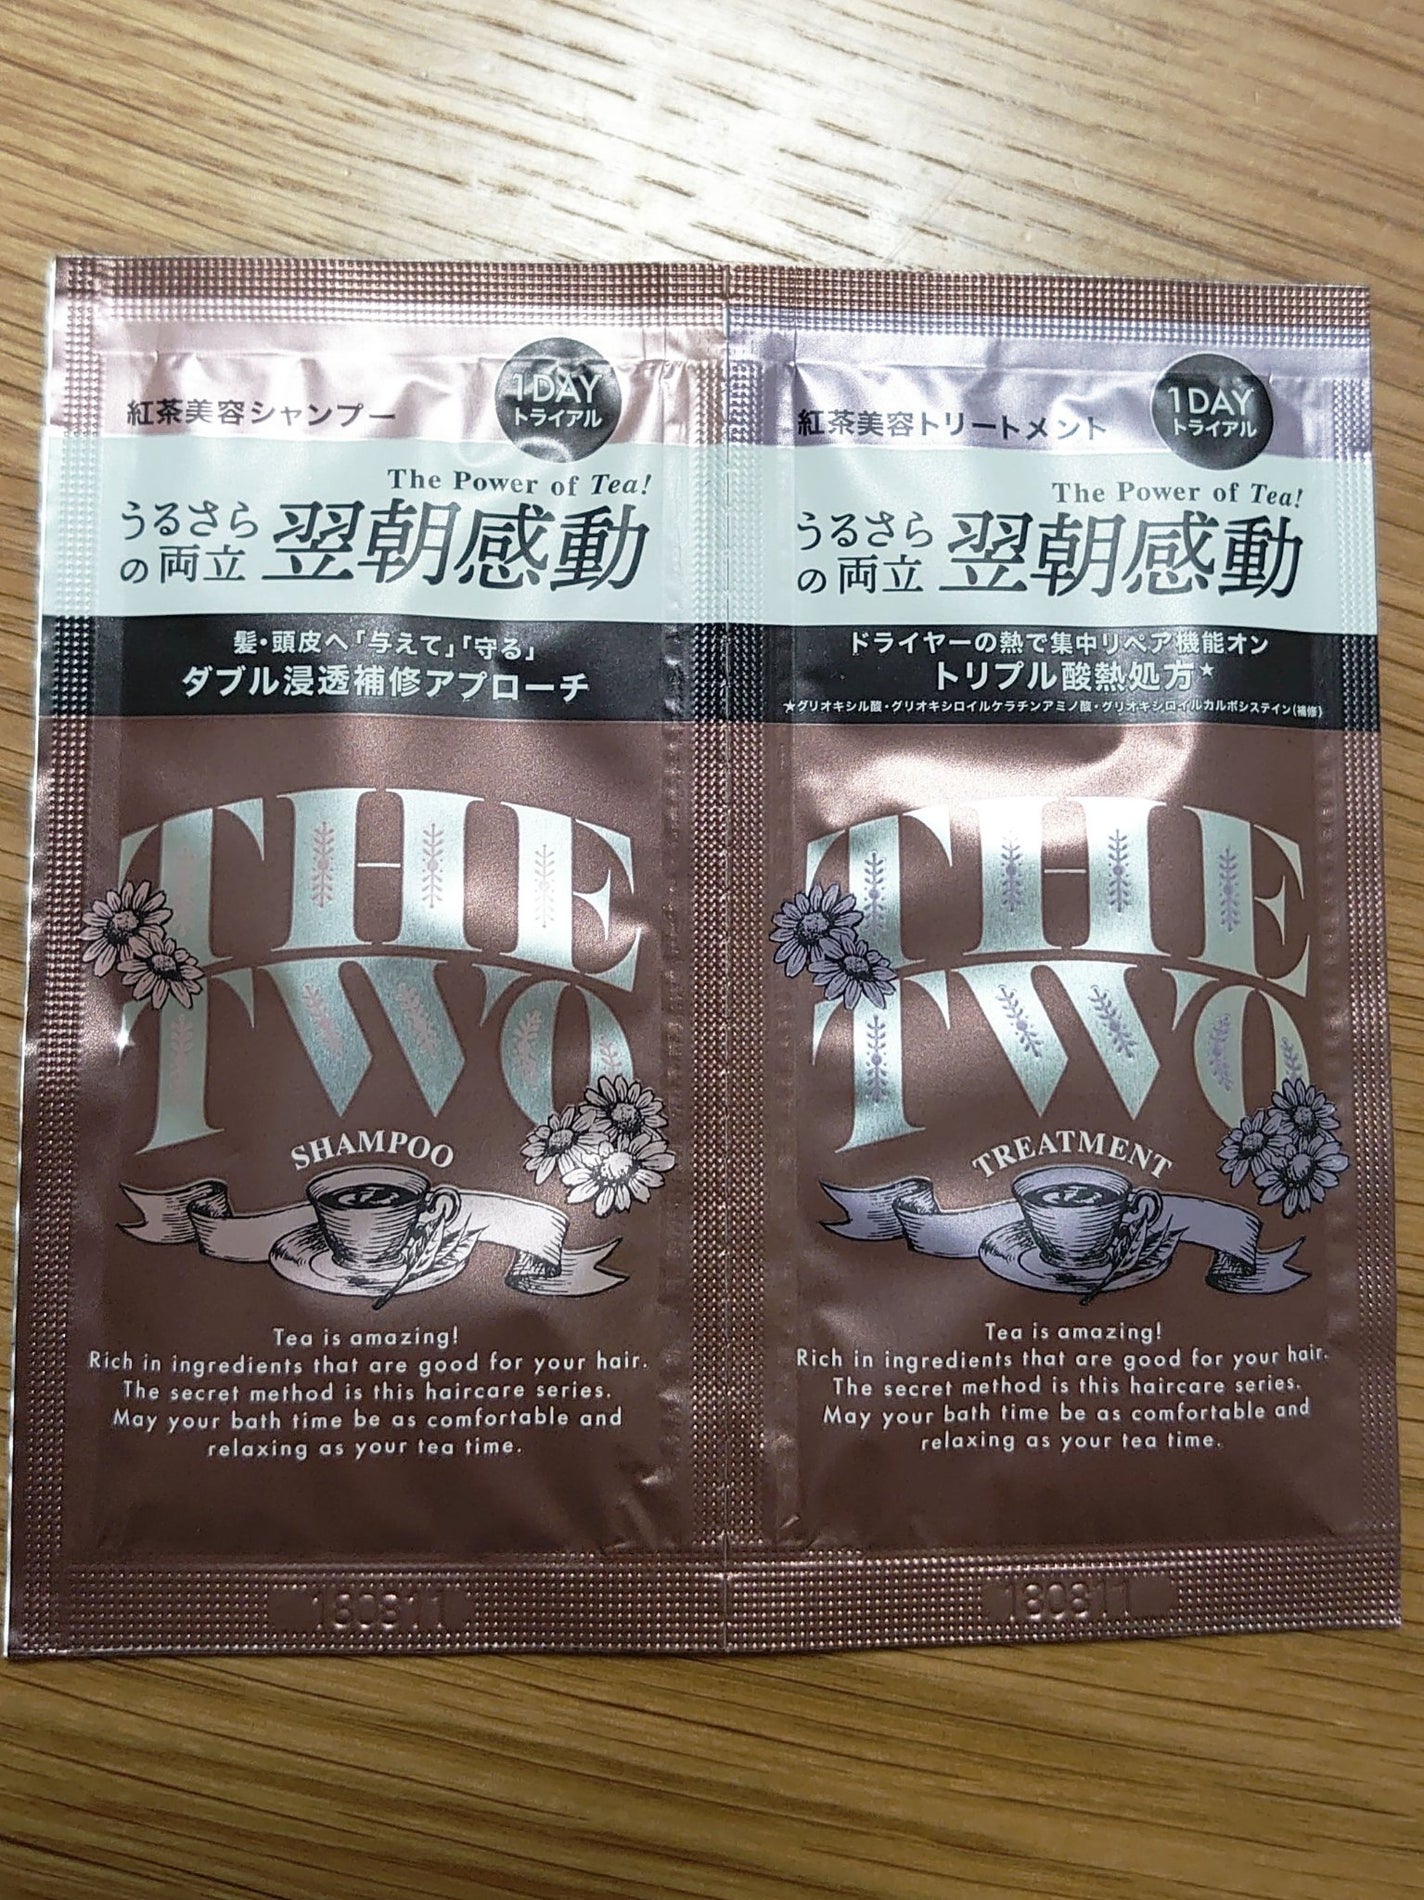 紅茶美容シャンプー
1DAY
トライアル
The Power of Tea!
うるさら
の両立
翌朝感動
髪・頭皮へ「与えて」「守る」
ダブル浸透補修アプローチ
THE
TWO
SHAMPOO
Tea is amazing!
Rich in ingredients that are good for your hair.
The secret method is this haircare series.
May your bath time be as comfortable and
relaxing as your tea time.
紅茶美容トリートメント
1DAY
トライアル
The Power of Tea!
うるさら
の両立
翌朝感動
ドライヤーの熱で集中リペア機能オン
トリプル酸熱処方★
★グリオキシル酸・グリオキシロイルケラチンアミノ酸・グリオキシロイルカルボシステイン(補修)
THE
TWO
TREATMENT
Tea is amazing!
Rich in ingredients that are good for your hair.
The secret method is this haircare series.
May your bath time be as comfortable and
relaxing as your tea time.